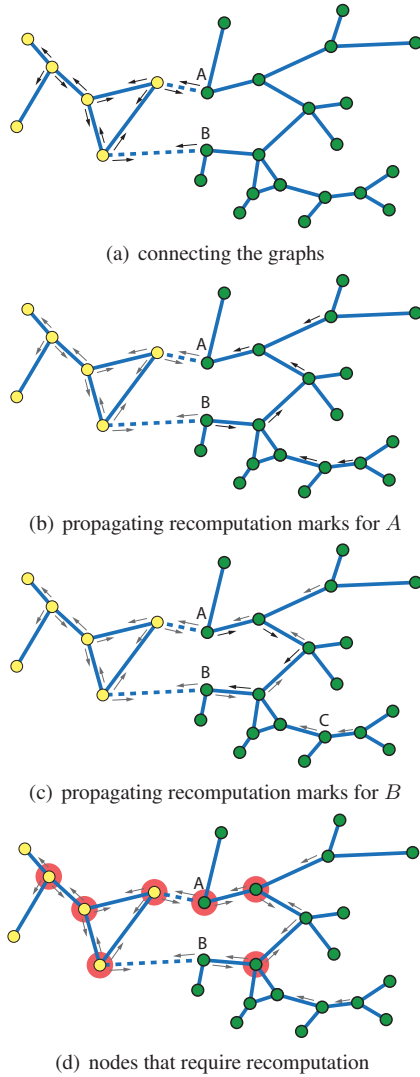 A
B
(a) connecting the graphs
A
B
(b) propagating recomputation marks for A
A
B
C
(c) propagating recomputation marks for B
A
B
(d) nodes that require recomputation